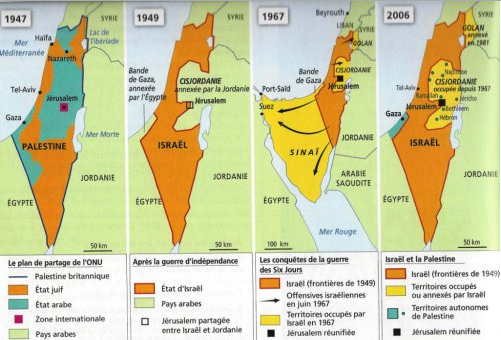 1947
SYRIE
Haïfa
Lac de
Tibériade
Mer
Méditerranée
Nazareth
Tel-Aviv
Jérusalem
Gaza
Mer Morte
PALESTINE
JORDANIE
ÉGYPTE
50 km
Le plan de partage de l'ONU
Palestine britannique
État juif
État arabe
Zone internationale
Pays arabes
1949
SYRIE
Bande
de Gaza,
annexée
par l'Égypte
CISJORDANIE
annexée par la Jordanie
Jérusalem
ISRAËL
JORDANIE
ÉGYPTE
50 km
Après la guerre d'indépendance
État d'Israël
Pays arabes
Jérusalem partagée
entre Israël et Jordanie
1967
Beyrouth
SYRIE
LIBAN
GOLAN
Bande
de Gaza
CISJORDANIE
Jérusalem
Port-Saïd
Suez
SINAÏ
JORDANIE
ARABIE
SAOUDITE
ÉGYPTE
Mer Rouge
100 km
Les conquêtes de la guerre
des Six Jours
Israël (frontières de 1949)
Offensives israéliennes
en juin 1967
Territoires occupés par
Israël en 1967
Jérusalem réunifiée
2006
SYRIE
GOLAN
annexé
en 1981
Naplouse
CISJORDANIE
occupée depuis 1967
Tel-Aviv
Ramallah
Jéricho
Jérusalem
Bethléem
Gaza
Hébron
ISRAËL
JORDANIE
ÉGYPTE
50 km
Israël et la Palestine
Israël (frontières de 1949)
Territoires occupés
ou annexés par Israël
Territoires autonomes
de Palestine
Jérusalem réunifiée